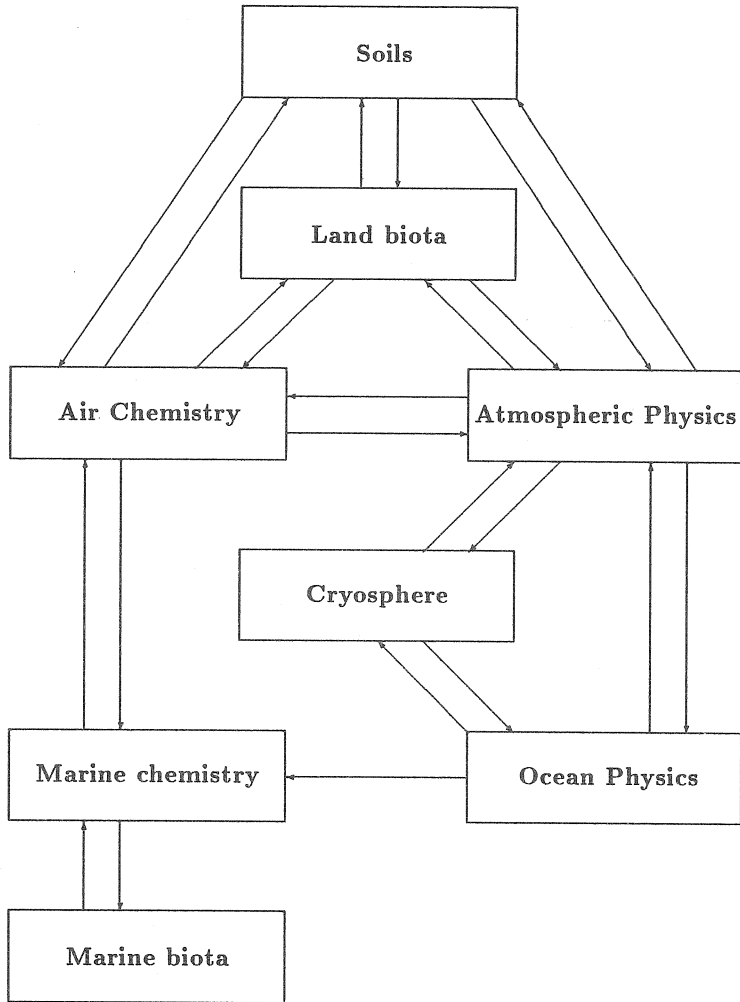 Soils
Land biota
Air Chemistry
Atmospheric Physics
Cryosphere
Marine chemistry
Ocean Physics
Marine biota